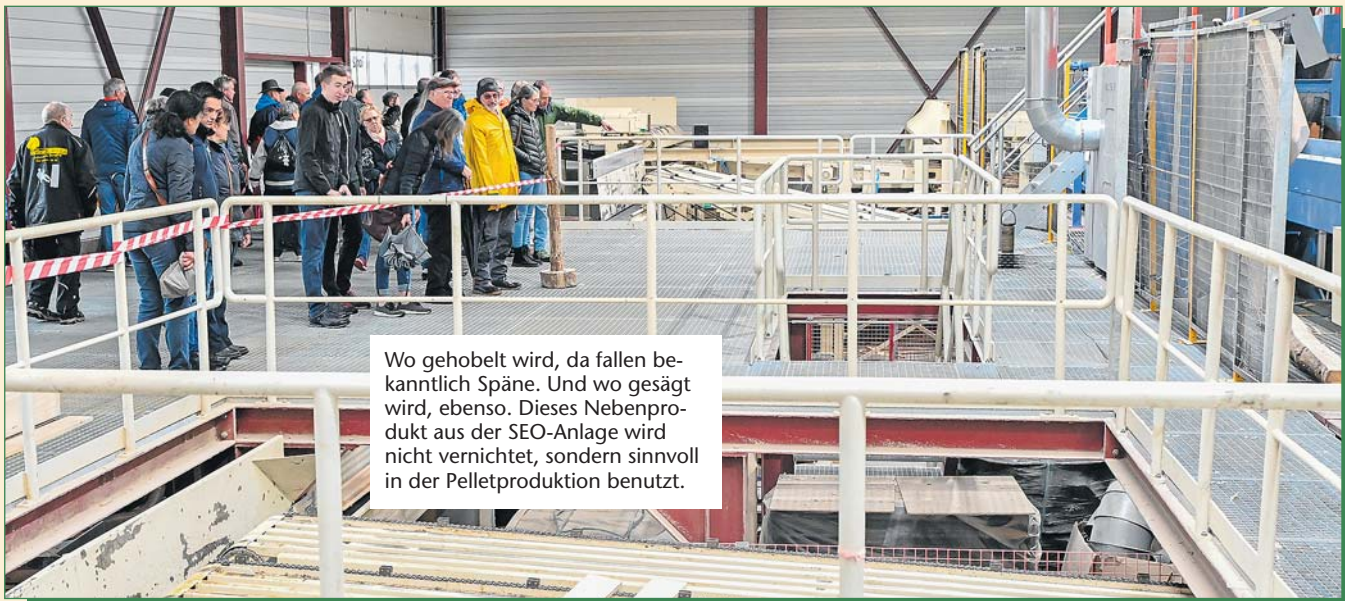 Wo gehobelt wird, da fallen be-
kanntlich Späne. Und wo gesägt
wird, ebenso. Dieses Nebenpro-
dukt aus der SEO-Anlage wird
nicht vernichtet, sondern sinnvoll
in der Pelletproduktion benutzt.